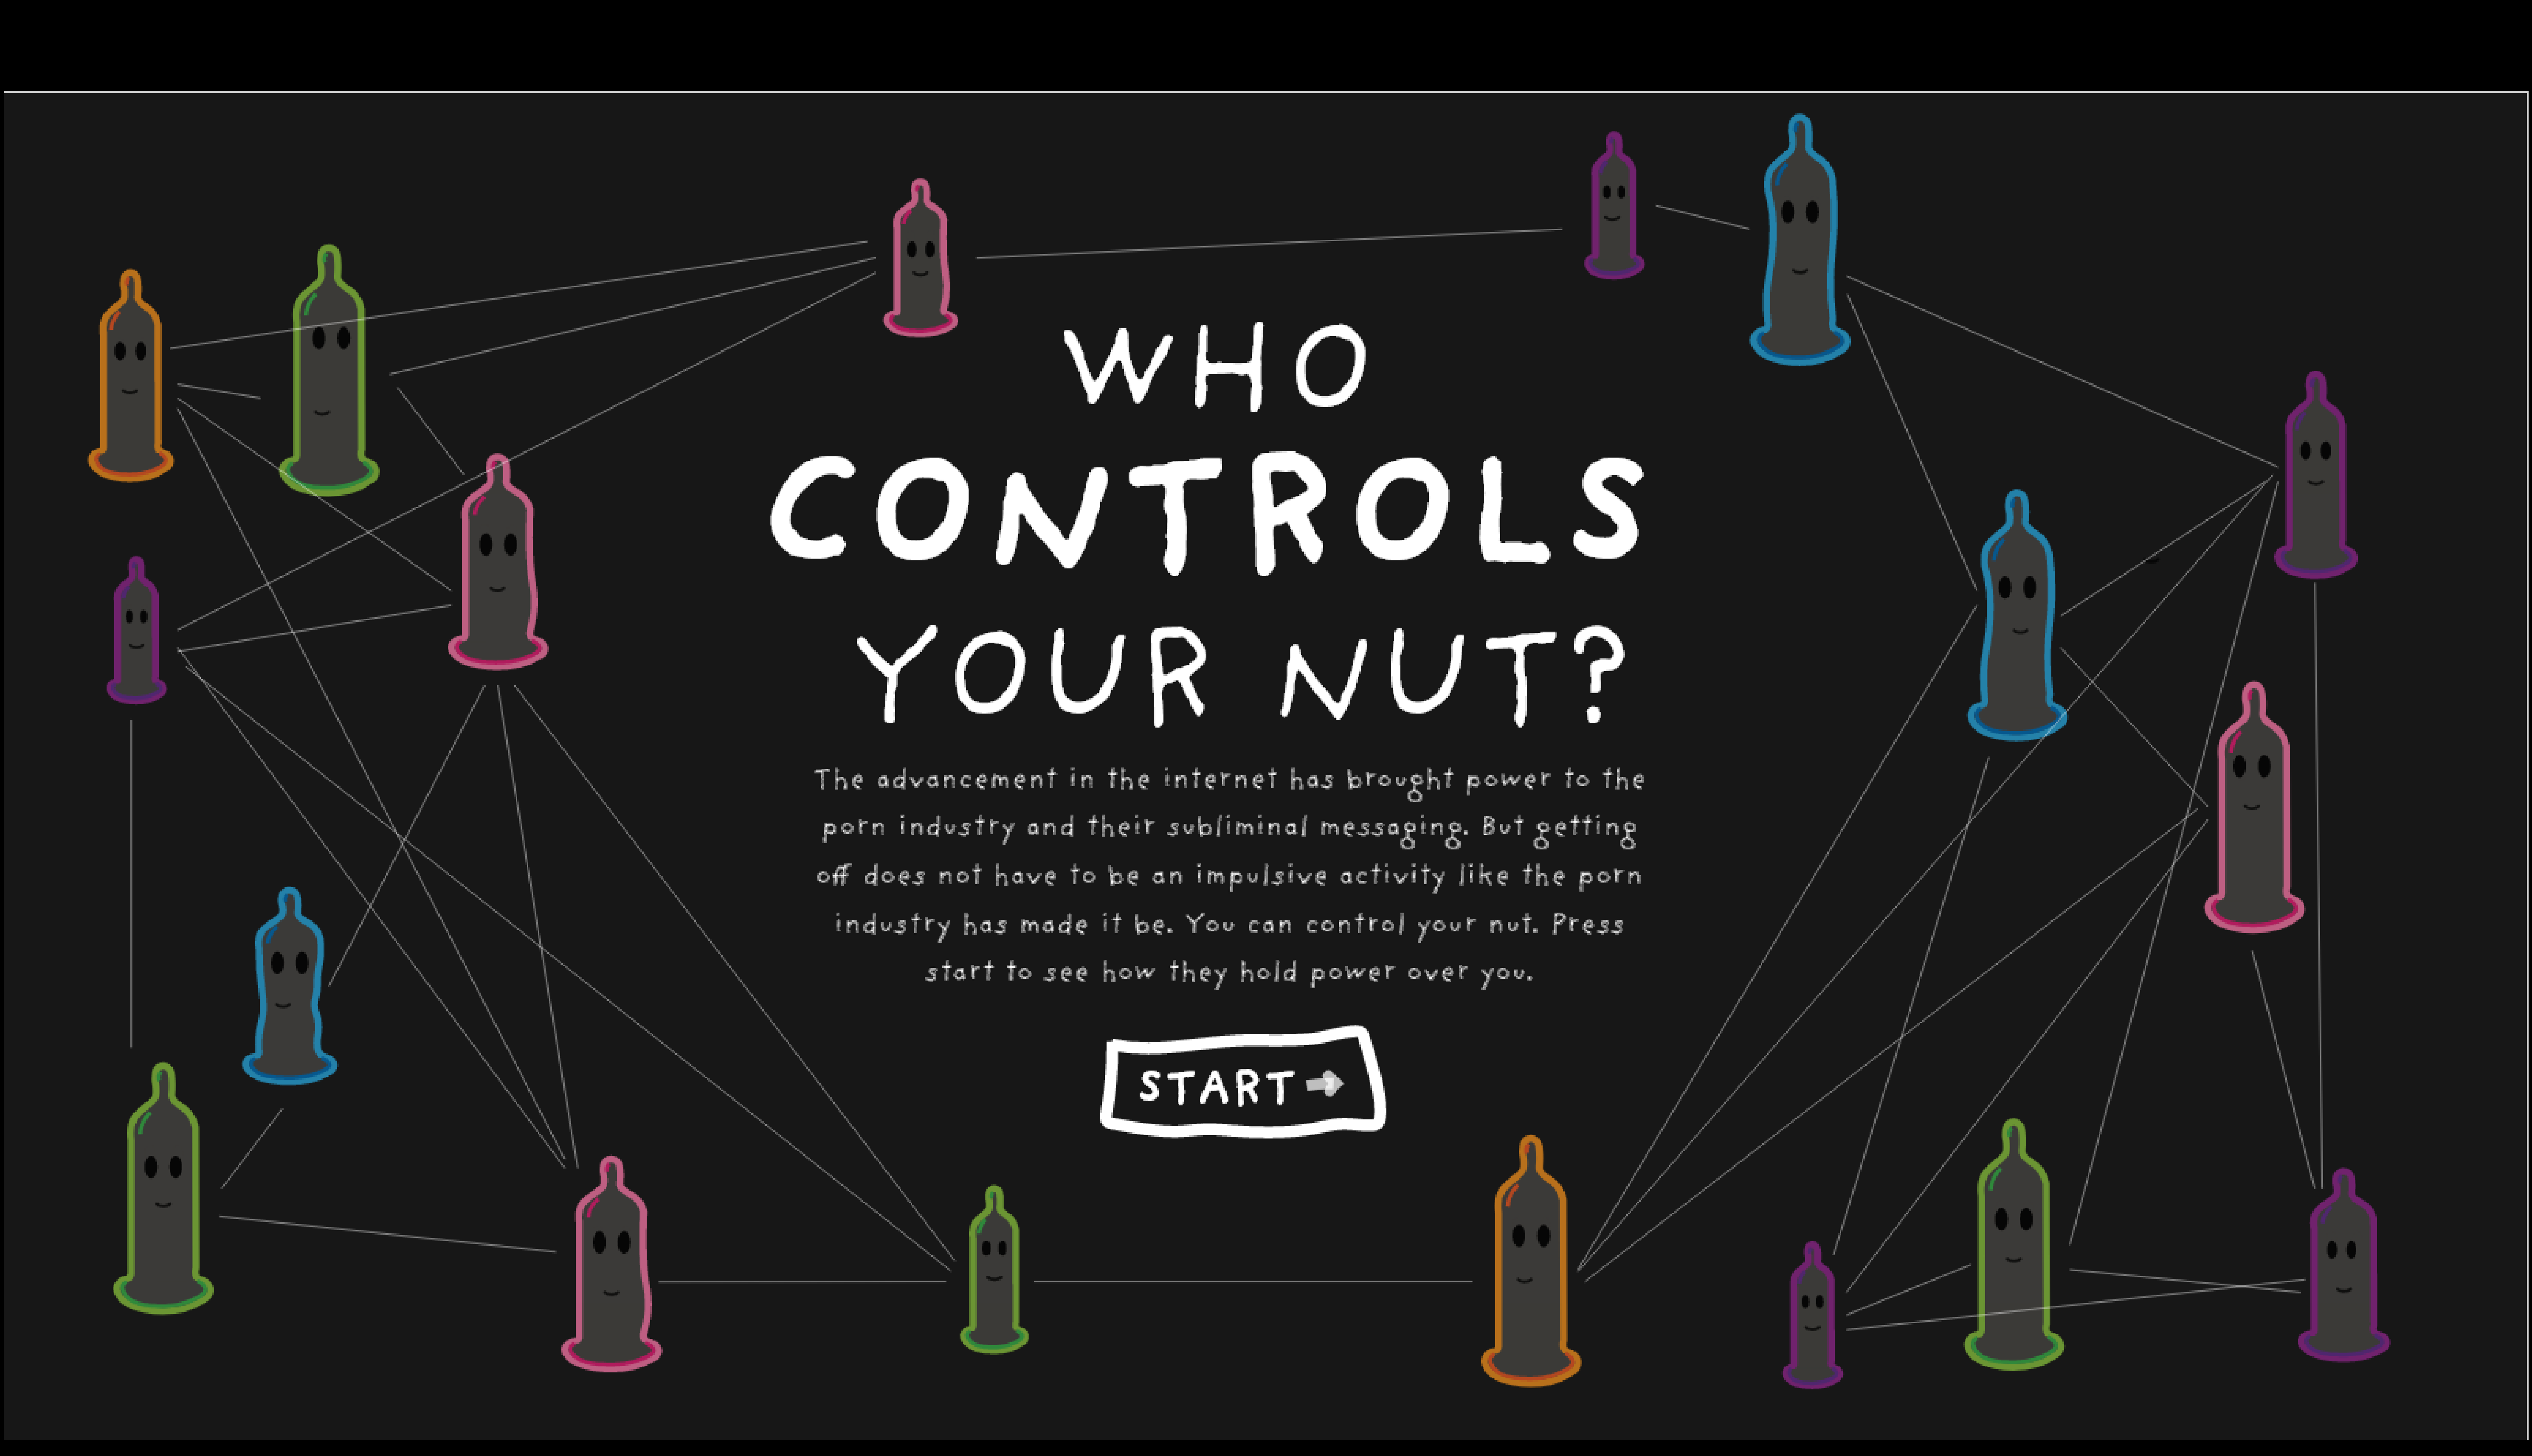 WHO
CONTROLS
YOUR NUT?
The advancement in the internet has brought power to the
porn industry and their subliminal messaging. But getting
off does not have to be an impulsive activity like the porn
industry has made it be. You can control your nut. Press
start to see how they hold power over you.
START